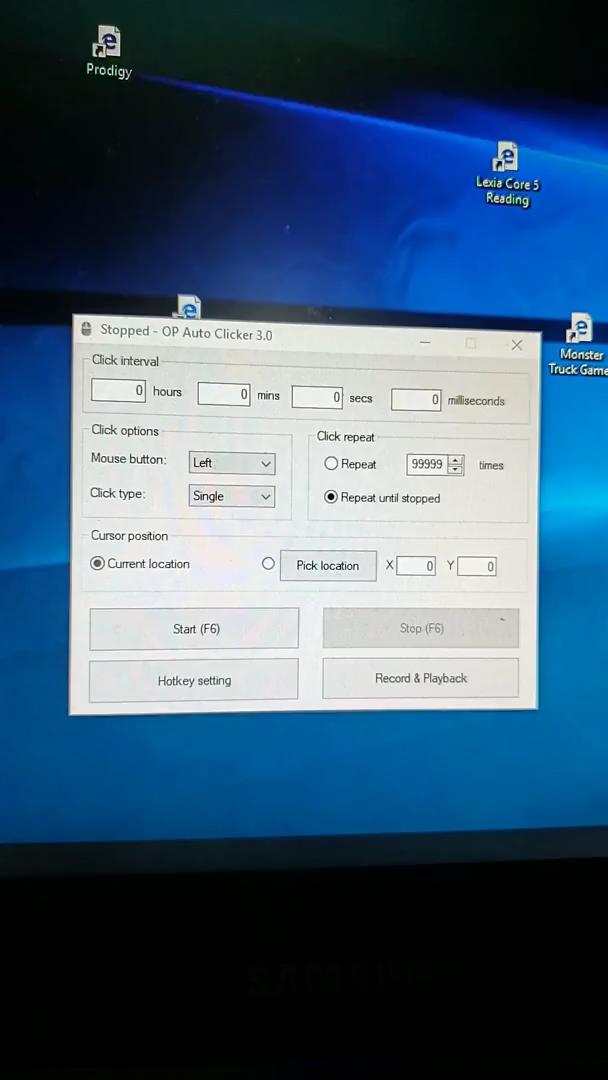 Prodigy
Lexia Core 5
Reading
Monster
Truck Game
Stopped - OP Auto Clicker 3.0
Click interval
0 hours 0 mins 0 secs 0 milliseconds
Click options
Click repeat
Mouse button: Left
Repeat 99999 times
Click type: Single
Repeat until stopped
Cursor position
Current location Pick location X 0 Y 0
Start (F6) Stop (F6)
Hotkey setting Record & Playback
SAMSUNG